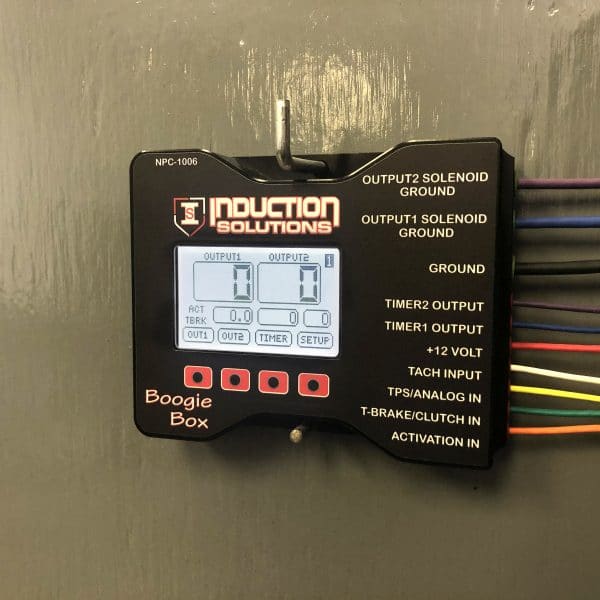 NPC-1006
IS INDUCTION
SOLUTIONS
OUTPUT1 OUTPUT2 1
0 0
ACT
TBRK 0.0 0 0
OUT1 OUT2 TIMER SETUP
Boogie
Box
OUTPUT2 SOLENOID
GROUND
OUTPUT1 SOLENOID
GROUND
GROUND
TIMER2 OUTPUT
TIMER1 OUTPUT
+12 VOLT
TACH INPUT
TPS/ANALOG IN
T-BRAKE/CLUTCH IN
ACTIVATION IN